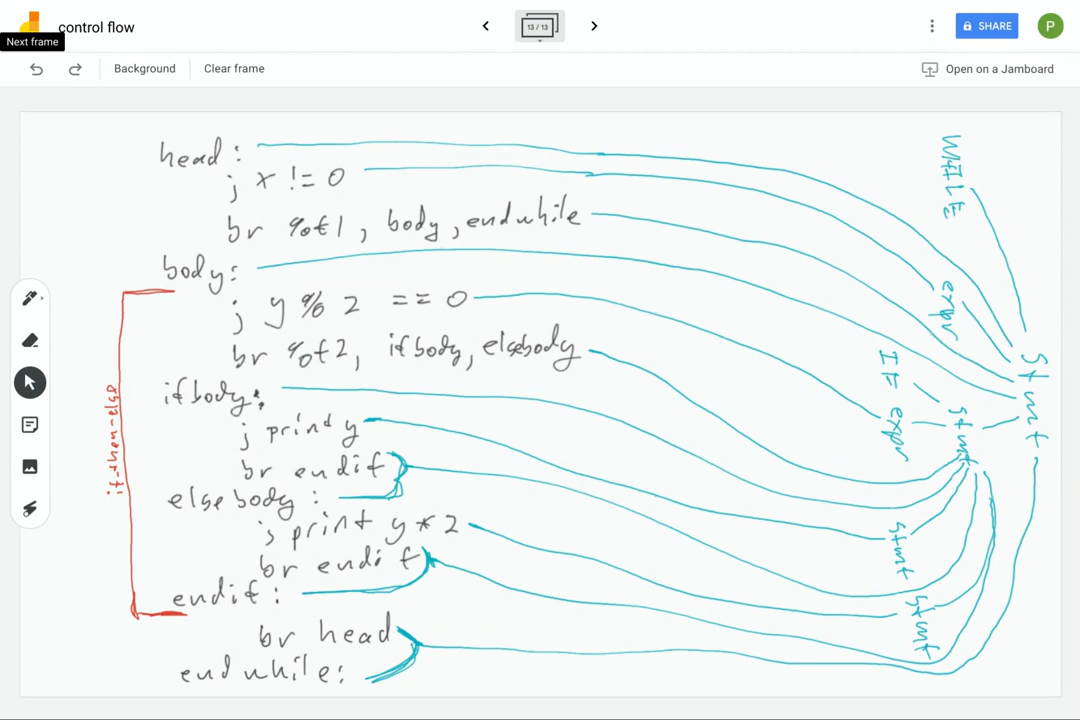 control flow
Next frame
13 / 13
SHARE
P
Background
Clear frame
Open on a Jamboard
head :
; x != 0
br %t1, body, endwhile
body:
; y % 2 == 0
br %t2, ifbody, elsebody
ifbody:
; print y
br endif
elsebody :
; print y * 2
br endif
endif :
br head
endwhile:
if-then-else
WHILE
expr
stmt
IF
expr
stmt
stmt
stmt